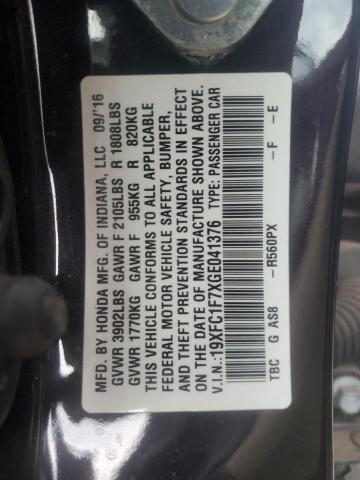 MFD. BY HONDA MFG. OF INDIANA, LLC 09/'16
GVWR 3902LBS GAWR F 2105LBS R 1808LBS
GVWR 1770KG GAWR F 955KG R 820KG
THIS VEHICLE CONFORMS TO ALL APPLICABLE
FEDERAL MOTOR VEHICLE SAFETY, BUMPER,
AND THEFT PREVENTION STANDARDS IN EFFECT
ON THE DATE OF MANUFACTURE SHOWN ABOVE.
V.I.N.:19XFC1F7XGE041376 TYPE: PASSENGER CAR
TBC G AS8 -R560PX -F -E